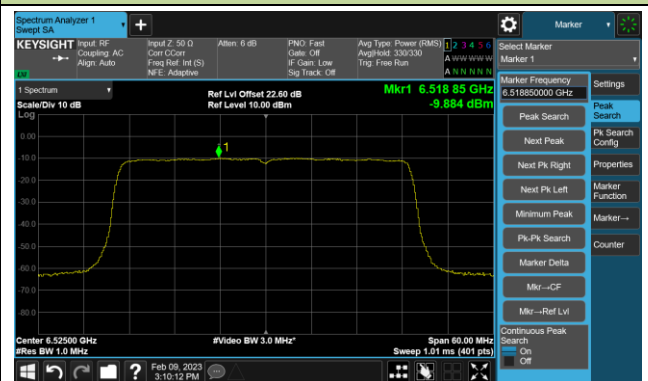 Spectrum Analyzer 1
Swept SA
Marker
KEYSIGHT
Input: RF
Coupling: AC
Align: Auto
Input Z: 50 Ω
Corr CCorr
Freq Ref: Int (S)
NFE: Adaptive
Atten: 6 dB
PNO: Fast
Gate: Off
IF Gain: Low
Sig Track: Off
Avg Type: Power (RMS)
Avg|Hold: 330/330
Trig: Free Run
1 2 3 4 5 6
A W W W W W
A N N N N N
LXI
Select Marker
Marker 1
1 Spectrum
Scale/Div 10 dB
Log
Ref Lvl Offset 22.60 dB
Ref Level 10.00 dBm
Mkr1 6.518 85 GHz
-9.884 dBm
0.00
-10.0
-20.0
-30.0
-40.0
-50.0
-60.0
-70.0
-80.0
1
Center 6.52500 GHz
#Res BW 1.0 MHz
#Video BW 3.0 MHz*
Span 60.00 MHz
Sweep 1.01 ms (401 pts)
Marker Frequency
6.518850000 GHz
Peak Search
Next Peak
Next Pk Right
Next Pk Left
Minimum Peak
Pk-Pk Search
Marker Delta
Mkr→CF
Mkr→Ref Lvl
Continuous Peak
Search
On
Off
Settings
Peak
Search
Pk Search
Config
Properties
Marker
Function
Marker→
Counter
?
Feb 09, 2023
3:10:12 PM